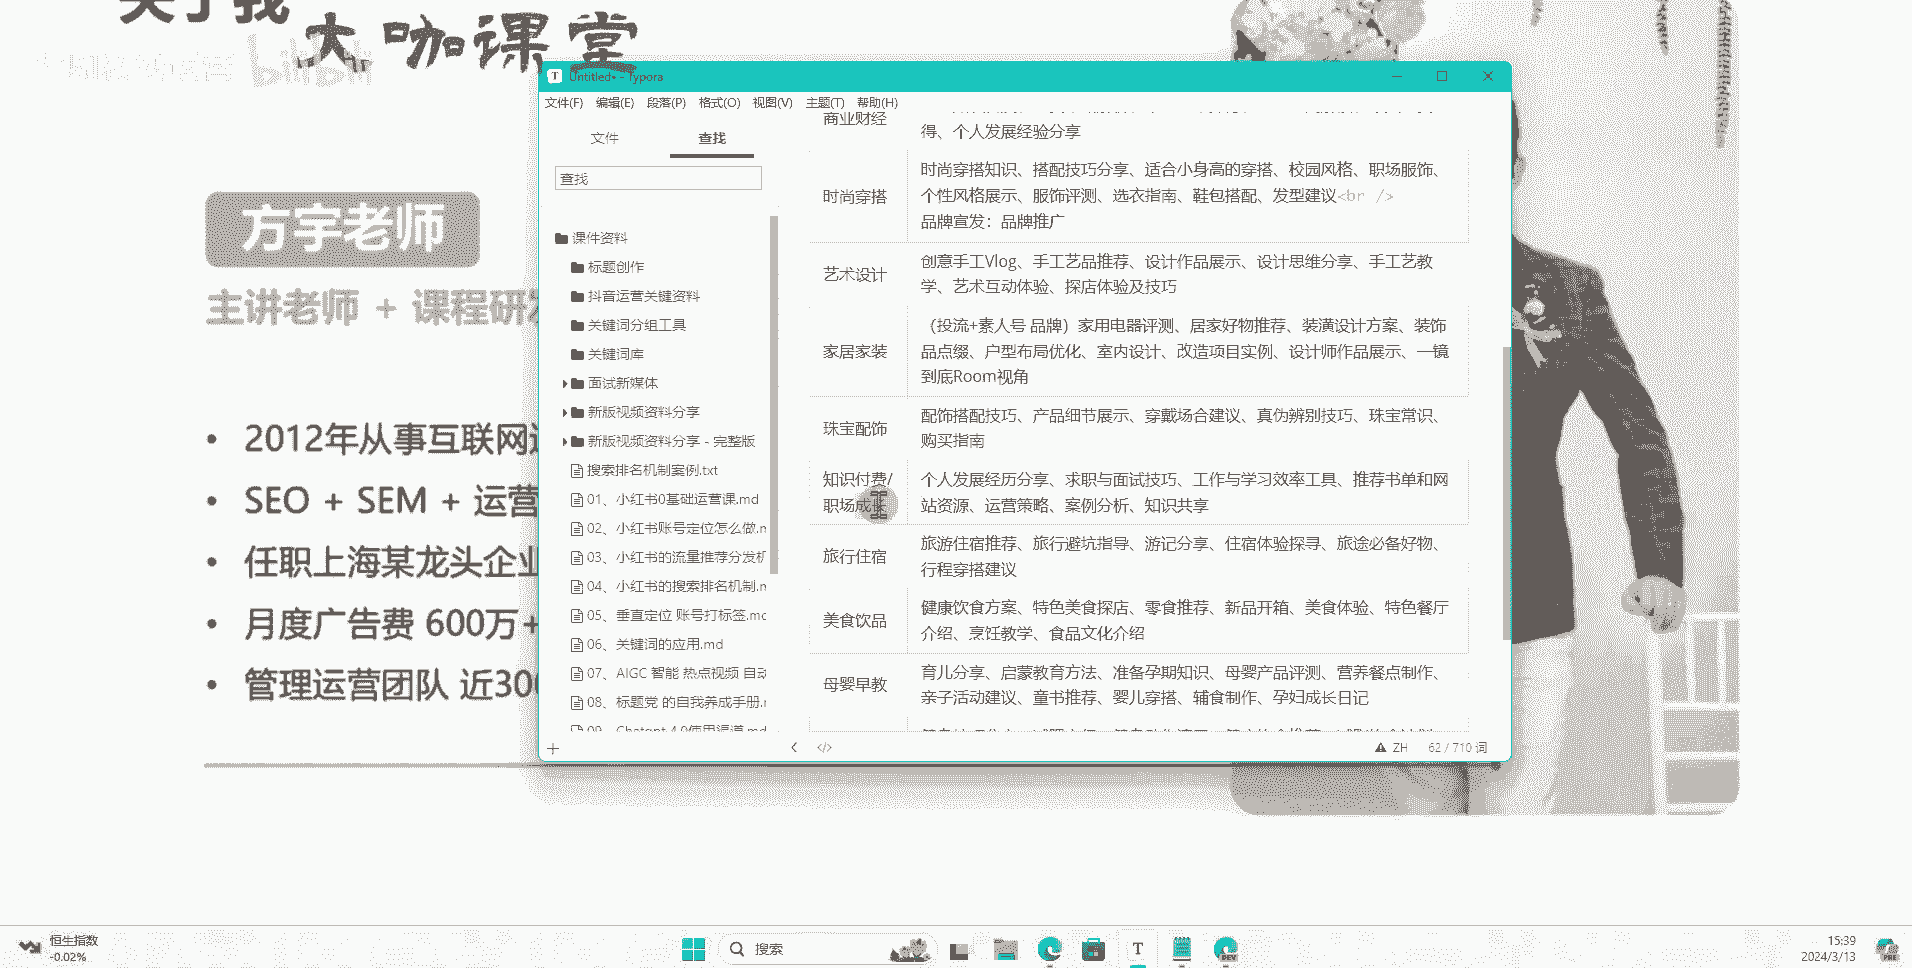 关于我
大咖课堂
bilibili
方宇老师
主讲老师 + 课程研发
2012年从事互联网运
SEO + SEM + 运营
任职上海某龙头企业
月度广告费 600万+
管理运营团队 近300
Untitled• - Typora
文件(F) 编辑(E) 段落(P) 格式(O) 视图(V) 主题(T) 帮助(H)
文件 查找
查找
课件资料
标题创作
抖音运营关键资料
关键词分组工具
关键词库
面试新媒体
新版视频资料分享
新版视频资料分享 - 完整版
搜索排名机制案例.txt
01、小红书0基础运营课.md
02、小红书账号定位怎么做.m
03、小红书的流量推荐分发机
04、小红书的搜索排名机制.m
05、垂直定位 账号打标签.md
06、关键词的应用.md
07、AIGC 智能 热点视频 自动
08、标题党 的自我养成手册.m
09、Chatgpt 4.0使用渠道.md
商业财经
得、个人发展经验分享
时尚穿搭
时尚穿搭知识、搭配技巧分享、适合小身高的穿搭、校园风格、职场服饰、
个性风格展示、服饰评测、选衣指南、鞋包搭配、发型建议<br />
品牌宣发：品牌推广
艺术设计
创意手工Vlog、手工艺品推荐、设计作品展示、设计思维分享、手工艺教
学、艺术互动体验、探店体验及技巧
家居家装
（投流+素人号 品牌）家用电器评测、居家好物推荐、装潢设计方案、装饰
品点缀、户型布局优化、室内设计、改造项目实例、设计师作品展示、一镜
到底Room视角
珠宝配饰
配饰搭配技巧、产品细节展示、穿戴场合建议、真伪辨别技巧、珠宝常识、
购买指南
知识付费/
职场成长
个人发展经历分享、求职与面试技巧、工作与学习效率工具、推荐书单和网
站资源、运营策略、案例分析、知识共享
旅行住宿
旅游住宿推荐、旅行避坑指导、游记分享、住宿体验探寻、旅途必备好物、
行程穿搭建议
美食饮品
健康饮食方案、特色美食探店、零食推荐、新品开箱、美食体验、特色餐厅
介绍、烹饪教学、食品文化介绍
母婴早教
育儿分享、启蒙教育方法、准备孕期知识、母婴产品评测、营养餐点制作、
亲子活动建议、童书推荐、婴儿穿搭、辅食制作、孕妇成长日记
ZH 62 / 710 词
恒生指数
-0.02%
搜索
15:39
2024/3/13